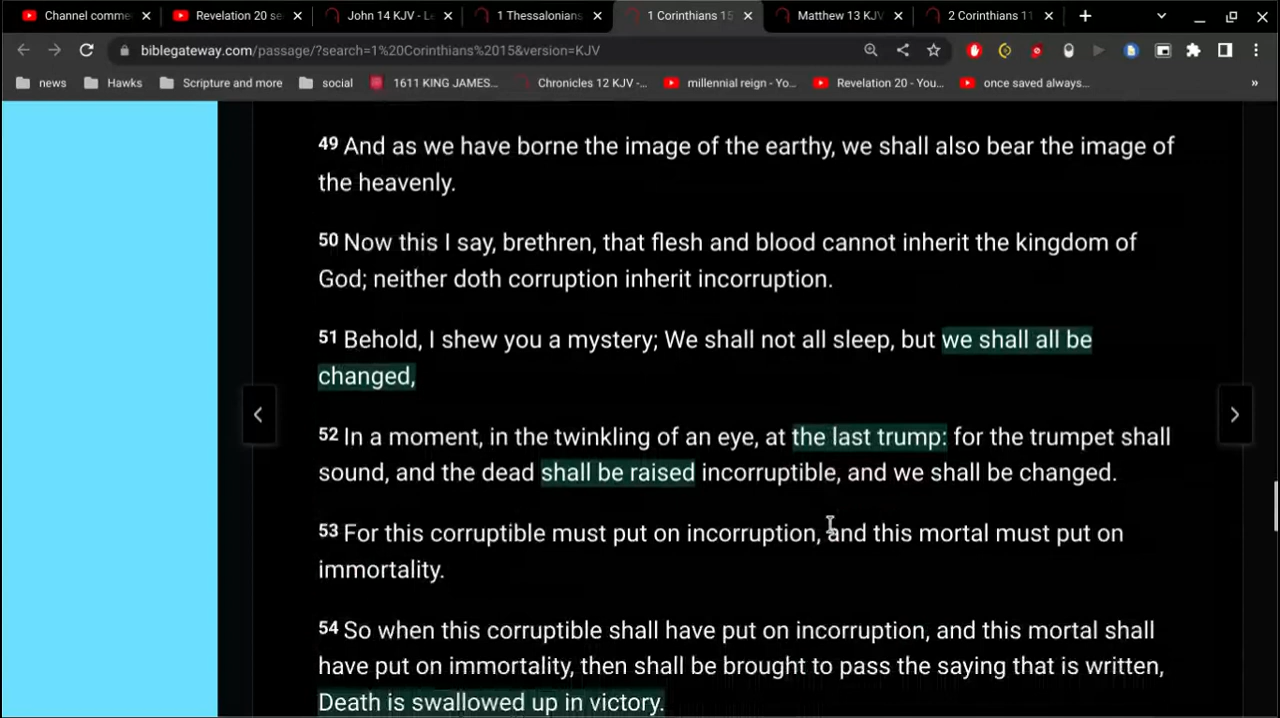 Channel comme
Revelation 20 se
John 14 KJV - Le
1 Thessalonians
1 Corinthians 15
Matthew 13 KJV
2 Corinthians 11
biblegateway.com/passage/?search=1%20Corinthians%2015&version=KJV
news
Hawks
Scripture and more
social
1611 KING JAMES...
Chronicles 12 KJV -...
millennial reign - Yo...
Revelation 20 - You...
once saved always...
»
49 And as we have borne the image of the earthy, we shall also bear the image of
the heavenly.
50 Now this I say, brethren, that flesh and blood cannot inherit the kingdom of
God; neither doth corruption inherit incorruption.
51 Behold, I shew you a mystery; We shall not all sleep, but we shall all be
changed,
52 In a moment, in the twinkling of an eye, at the last trump: for the trumpet shall
sound, and the dead shall be raised incorruptible, and we shall be changed.
53 For this corruptible must put on incorruption, and this mortal must put on
immortality.
54 So when this corruptible shall have put on incorruption, and this mortal shall
have put on immortality, then shall be brought to pass the saying that is written,
Death is swallowed up in victory.